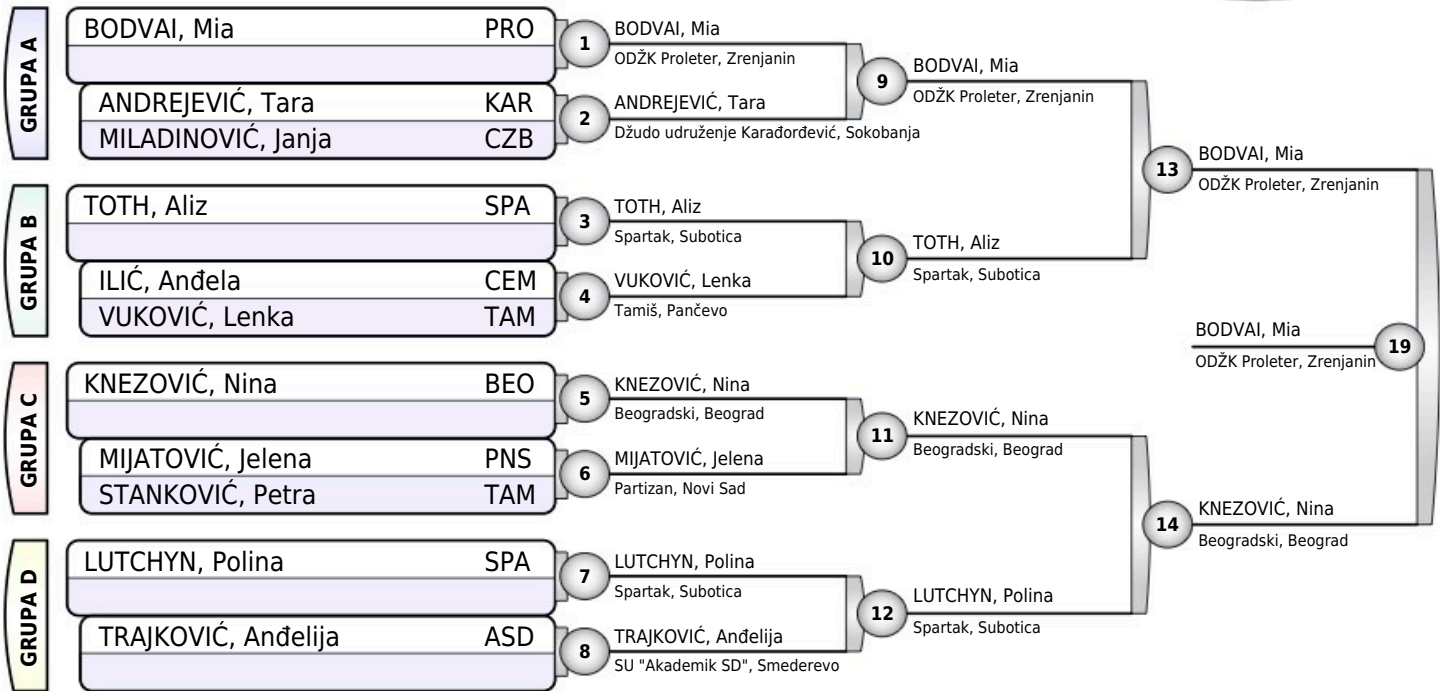 GRUPA A
BODVAI, Mia PRO
ANDREJEVIĆ, Tara KAR
MILADINOVIĆ, Janja CZB
GRUPA B
TOTH, Aliz SPA
ILIĆ, Anđela CEM
VUKOVIĆ, Lenka TAM
GRUPA C
KNEZOVIĆ, Nina BEO
MIJATOVIĆ, Jelena PNS
STANKOVIĆ, Petra TAM
GRUPA D
LUTCHYN, Polina SPA
TRAJKOVIĆ, Anđelija ASD
1
BODVAI, Mia
ODŽK Proleter, Zrenjanin
2
ANDREJEVIĆ, Tara
Džudo udruženje Karađorđević, Sokobanja
3
TOTH, Aliz
Spartak, Subotica
4
VUKOVIĆ, Lenka
Tamiš, Pančevo
5
KNEZOVIĆ, Nina
Beogradski, Beograd
6
MIJATOVIĆ, Jelena
Partizan, Novi Sad
7
LUTCHYN, Polina
Spartak, Subotica
8
TRAJKOVIĆ, Anđelija
SU "Akademik SD", Smederevo
9
BODVAI, Mia
ODŽK Proleter, Zrenjanin
10
TOTH, Aliz
Spartak, Subotica
11
KNEZOVIĆ, Nina
Beogradski, Beograd
12
LUTCHYN, Polina
Spartak, Subotica
13
BODVAI, Mia
ODŽK Proleter, Zrenjanin
14
KNEZOVIĆ, Nina
Beogradski, Beograd
BODVAI, Mia
ODŽK Proleter, Zrenjanin
19